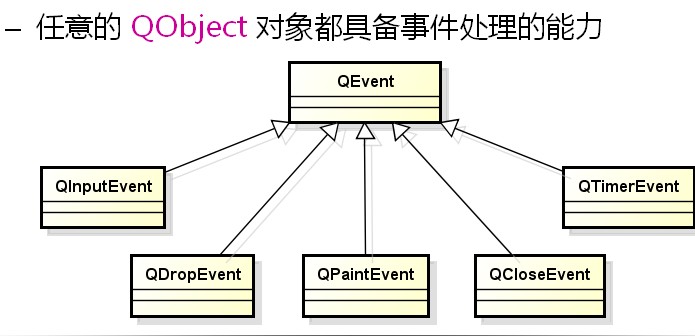 – 任意的 QObject 对象都具备事件处理的能力
QEvent
QInputEvent
QTimerEvent
QDropEvent
QPaintEvent
QCloseEvent